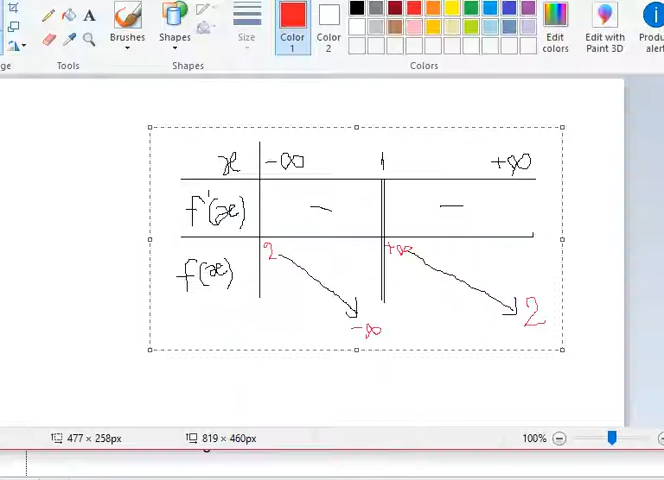 Brushes Shapes Size Color 1 Color 2 Edit colors Edit with Paint 3D
Tools Shapes Colors
x -∞ 1 +∞
f'(x) - -
f(x) 2 +∞
-∞ 2
477 × 258px 819 × 460px 100%